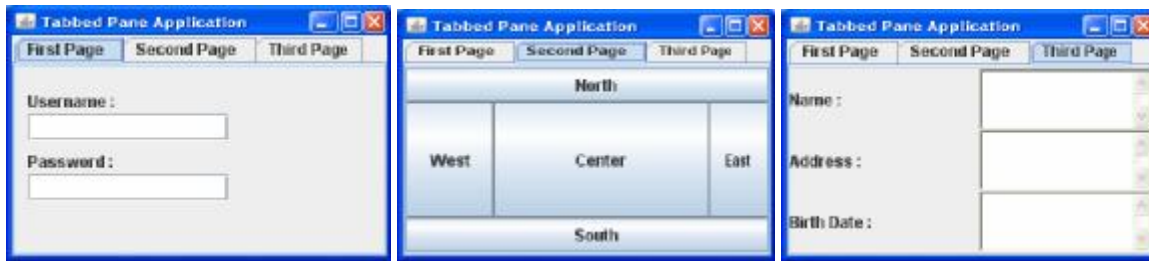 Tabbed Pane Application
First Page Second Page Third Page
Username :
Password :
Tabbed Pane Application
First Page Second Page Third Page
North
West Center East
South
Tabbed Pane Application
First Page Second Page Third Page
Name :
Address :
Birth Date :